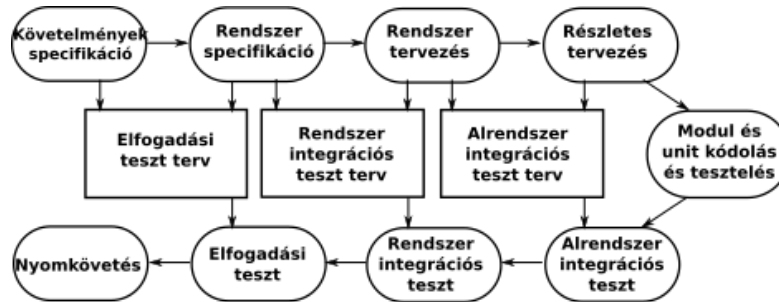 Követelmények
specifikáció
Rendszer
specifikáció
Rendszer
tervezés
Részletes
tervezés
Elfogadási
teszt terv
Rendszer
integrációs
teszt terv
Alrendszer
integrációs
teszt terv
Modul és
unit kódolás
és tesztelés
Nyomkövetés
Elfogadási
teszt
Rendszer
integrációs
teszt
Alrendszer
integrációs
teszt